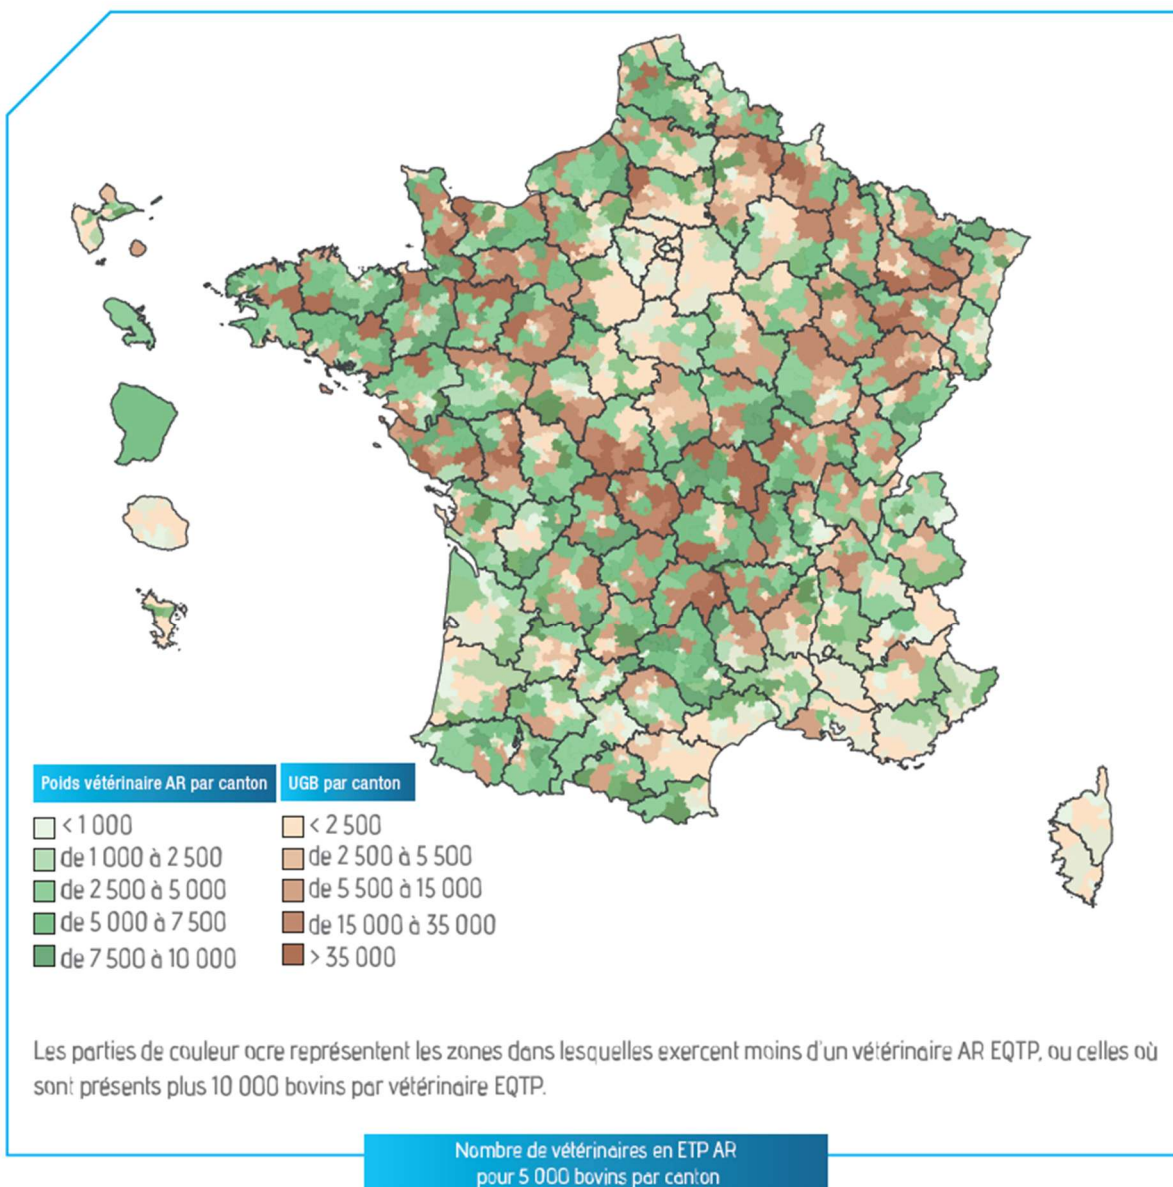 Poids vétérinaire AR par canton
UGB par canton
< 1 000
de 1 000 à 2 500
de 2 500 à 5 000
de 5 000 à 7 500
de 7 500 à 10 000
< 2 500
de 2 500 à 5 500
de 5 500 à 15 000
de 15 000 à 35 000
> 35 000
Les parties de couleur ocre représentent les zones dans lesquelles exercent moins d'un vétérinaire AR EQTP, ou celles où
sont présents plus 10 000 bovins par vétérinaire EQTP.
Nombre de vétérinaires en ETP AR
pour 5 000 bovins par canton